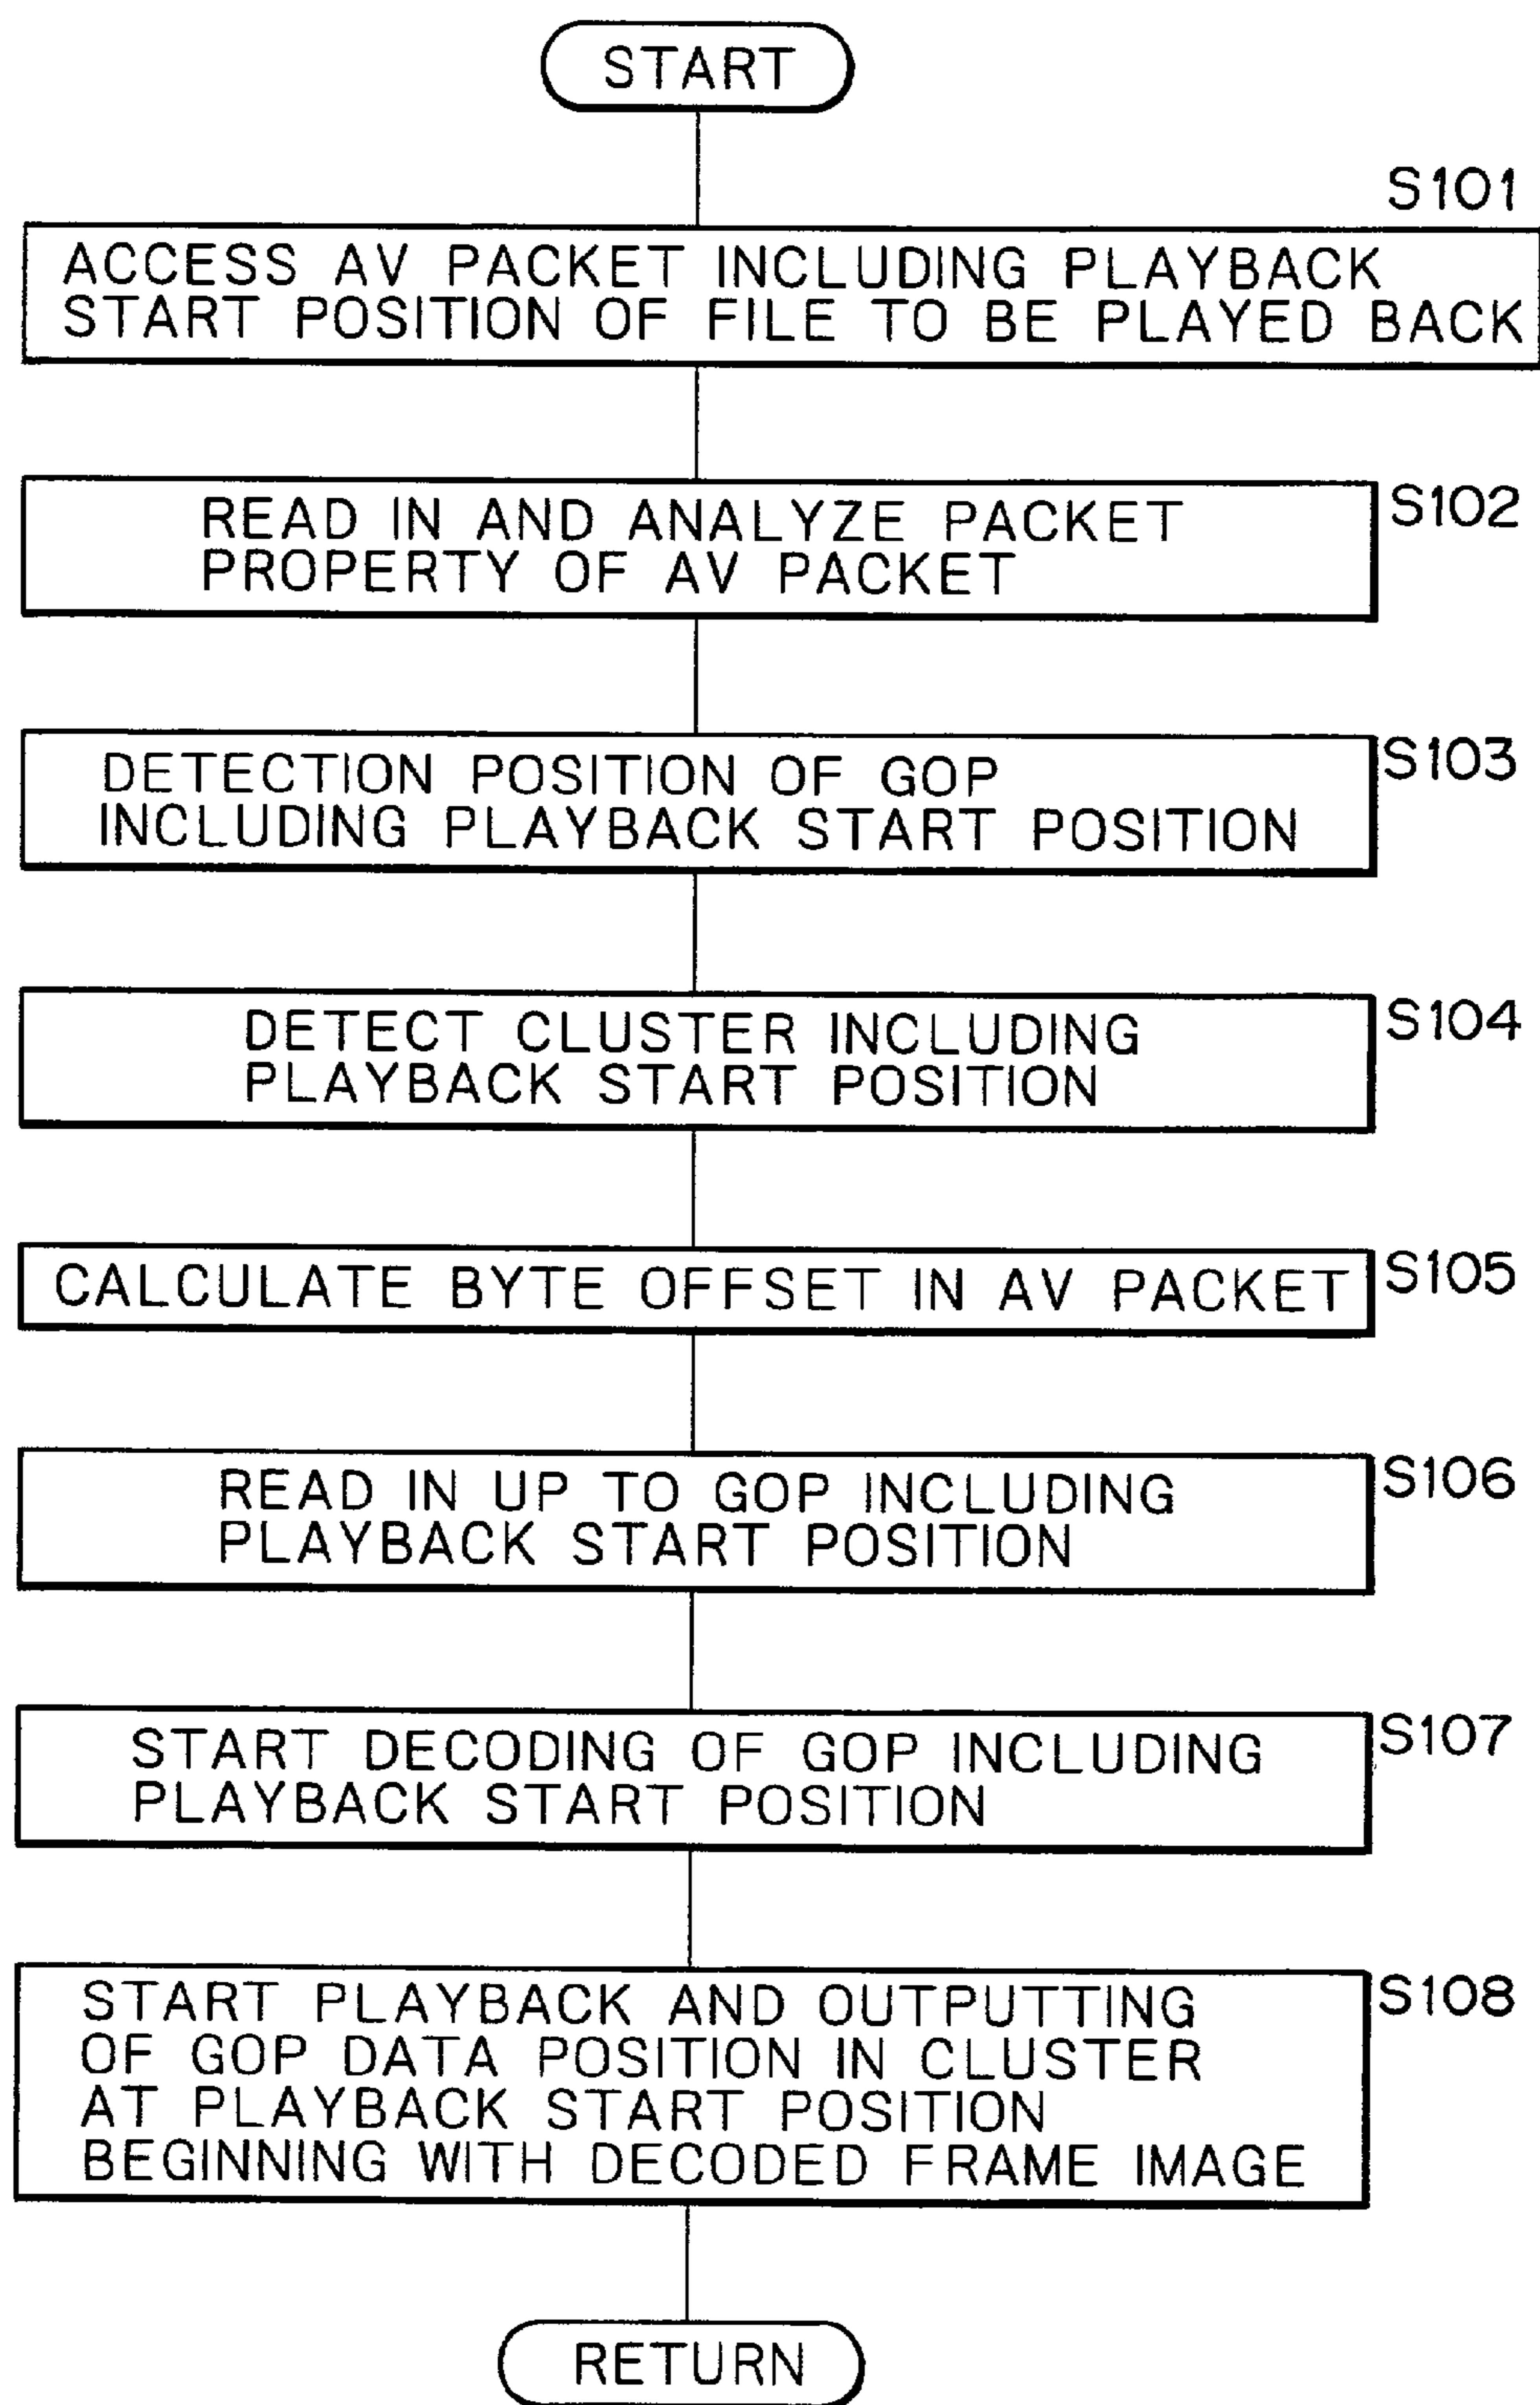 START
S101
ACCESS AV PACKET INCLUDING PLAYBACK
START POSITION OF FILE TO BE PLAYED BACK
READ IN AND ANALYZE PACKET
PROPERTY OF AV PACKET
S102
DETECTION POSITION OF GOP
INCLUDING PLAYBACK START POSITION
S103
DETECT CLUSTER INCLUDING
PLAYBACK START POSITION
S104
CALCULATE BYTE OFFSET IN AV PACKET
S105
READ IN UP TO GOP INCLUDING
PLAYBACK START POSITION
S106
START DECODING OF GOP INCLUDING
PLAYBACK START POSITION
S107
START PLAYBACK AND OUTPUTTING
OF GOP DATA POSITION IN CLUSTER
AT PLAYBACK START POSITION
BEGINNING WITH DECODED FRAME IMAGE
S108
RETURN